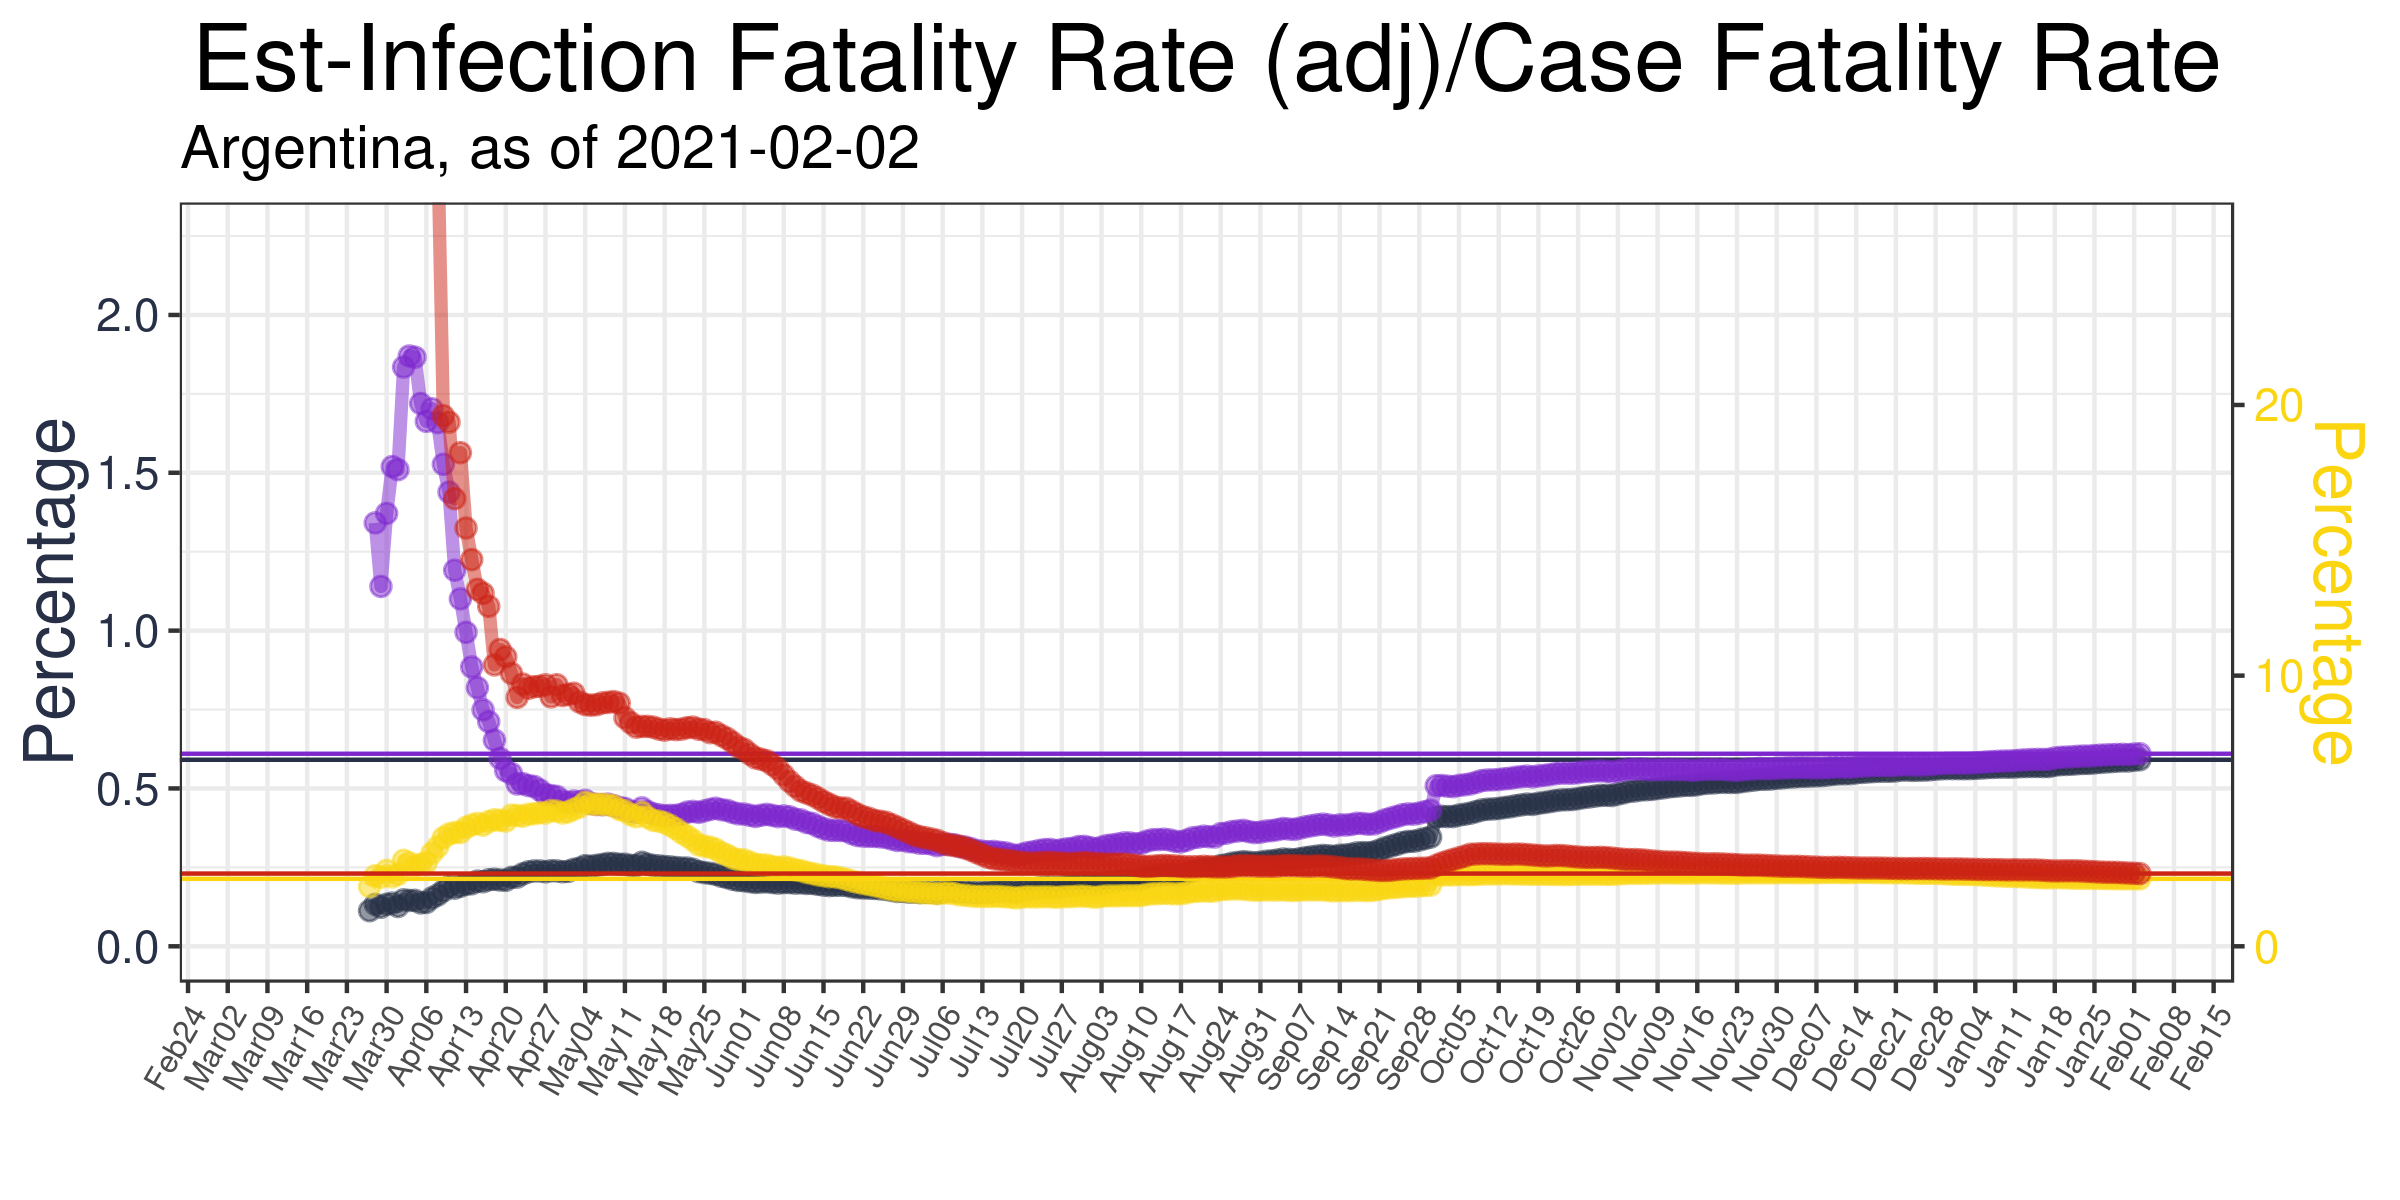 Est-Infection Fatality Rate (adj)/Case Fatality Rate
Argentina, as of 2021-02-02
Percentage
2.0
1.5
1.0
0.5
0.0
20
10
0
Percentage
Feb24 Mar02 Mar09 Mar16 Mar23 Mar30 Apr06 Apr13 Apr20 Apr27 May04 May11 May18 May25 Jun01 Jun08 Jun15 Jun22 Jun29 Jul06 Jul13 Jul20 Jul27 Aug03 Aug10 Aug17 Aug24 Aug31 Sep07 Sep14 Sep21 Sep28 Oct05 Oct12 Oct19 Oct26 Nov02 Nov09 Nov16 Nov23 Nov30 Dec07 Dec14 Dec21 Dec28 Jan04 Jan11 Jan18 Jan25 Feb01 Feb08 Feb15